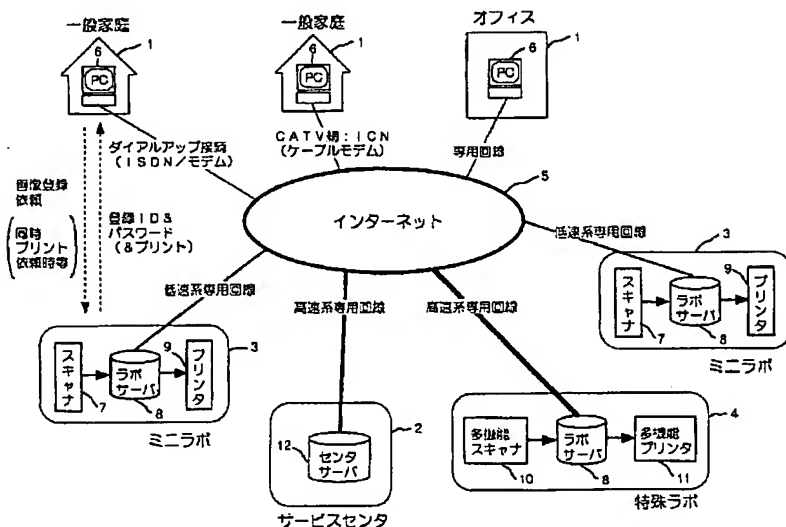 一般家庭
1
6
PC
一般家庭
1
6
PC
オフィス
1
6
PC
ダイアルアップ接続
(ISDN/モデム)
CATV網:ICN
(ケーブルモデム)
専用回線
5
インターネット
画像登録
依頼
(同時
プリント
依頼時等)
登録ID&
パスワード
(&プリント)
低速系専用回線
高速系専用回線
高速系専用回線
低速系専用回線
3
スキャナ
7
ラボ
サーバ
8
9
プリンタ
ミニラボ
3
スキャナ
7
ラボ
サーバ
8
9
プリンタ
ミニラボ
2
12
センタ
サーバ
サービスセンタ
4
多機能
スキャナ
10
ラボ
サーバ
8
多機能
プリンタ
11
特殊ラボ